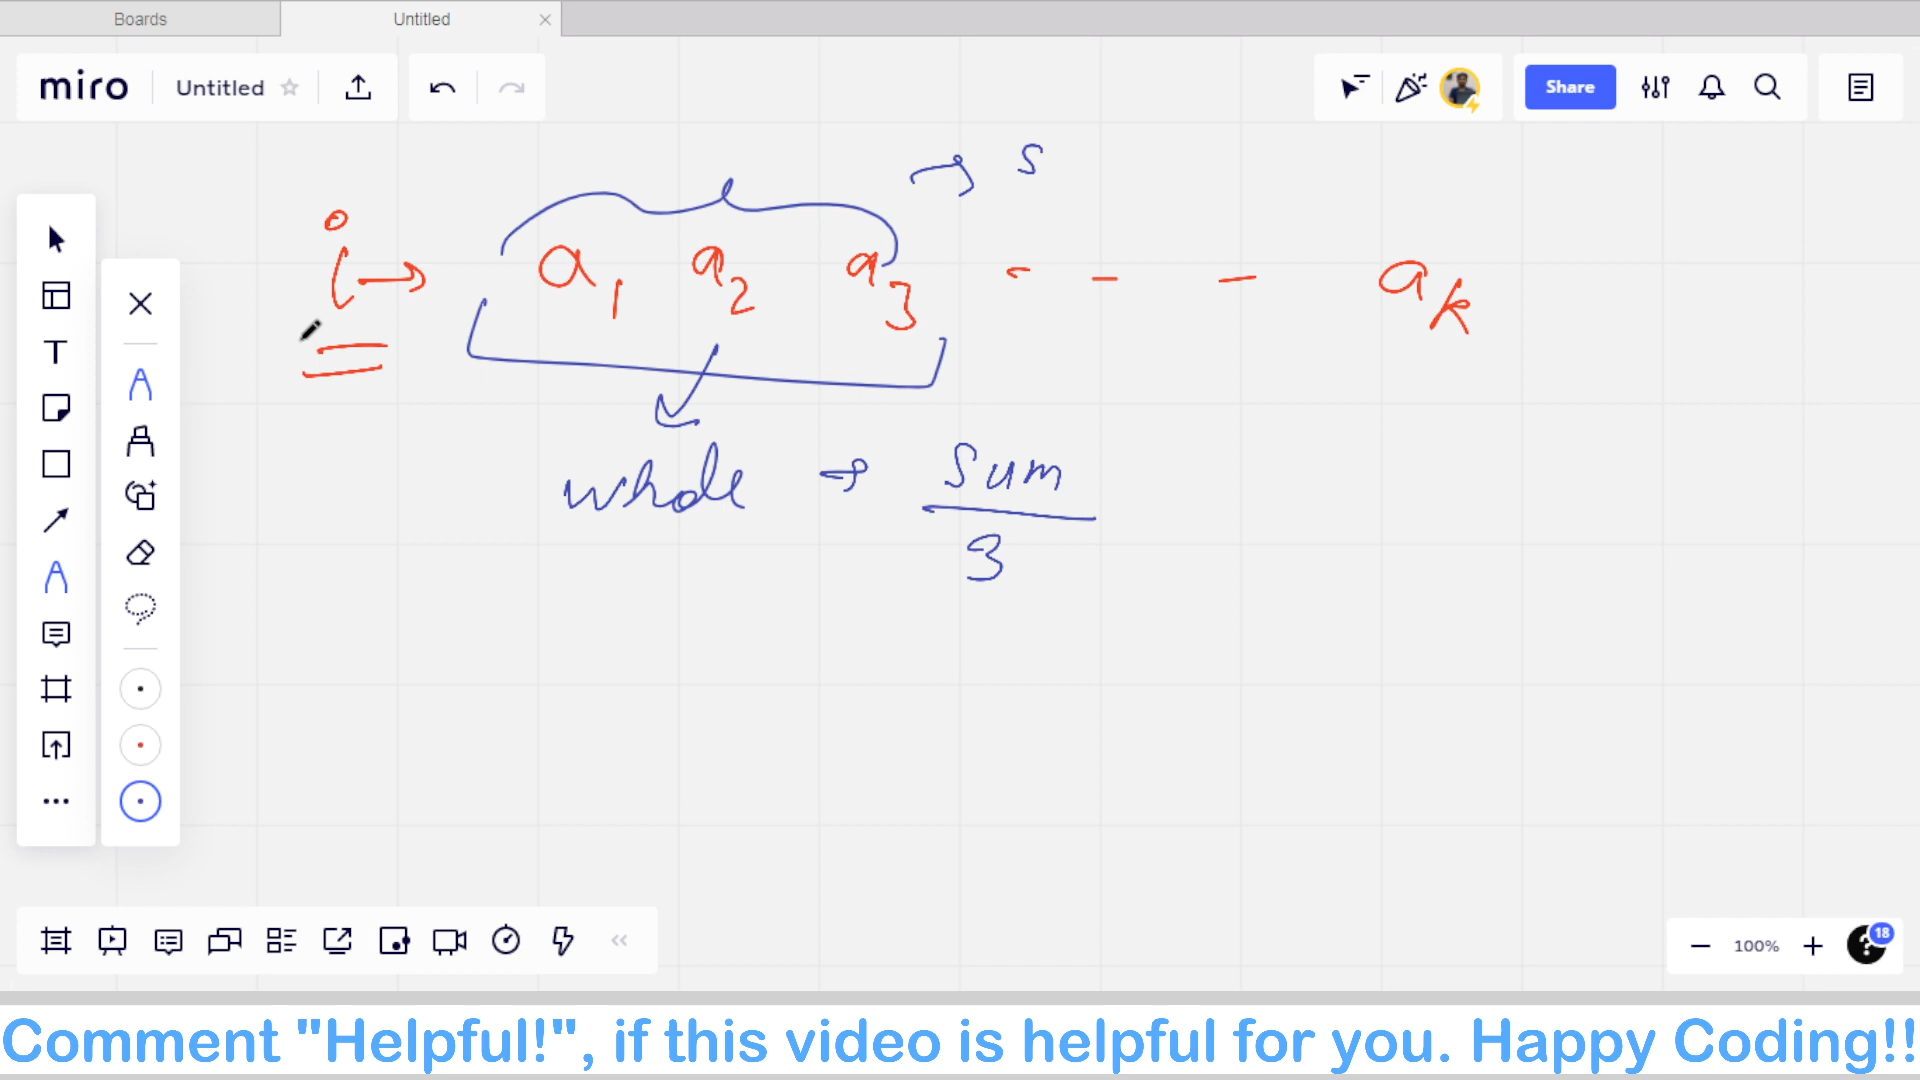 Boards Untitled
miro Untitled Share
s
i a1 a2 a3 - - - ak
whole → sum
3
T
100% 18
Comment "Helpful!", if this video is helpful for you. Happy Coding!!